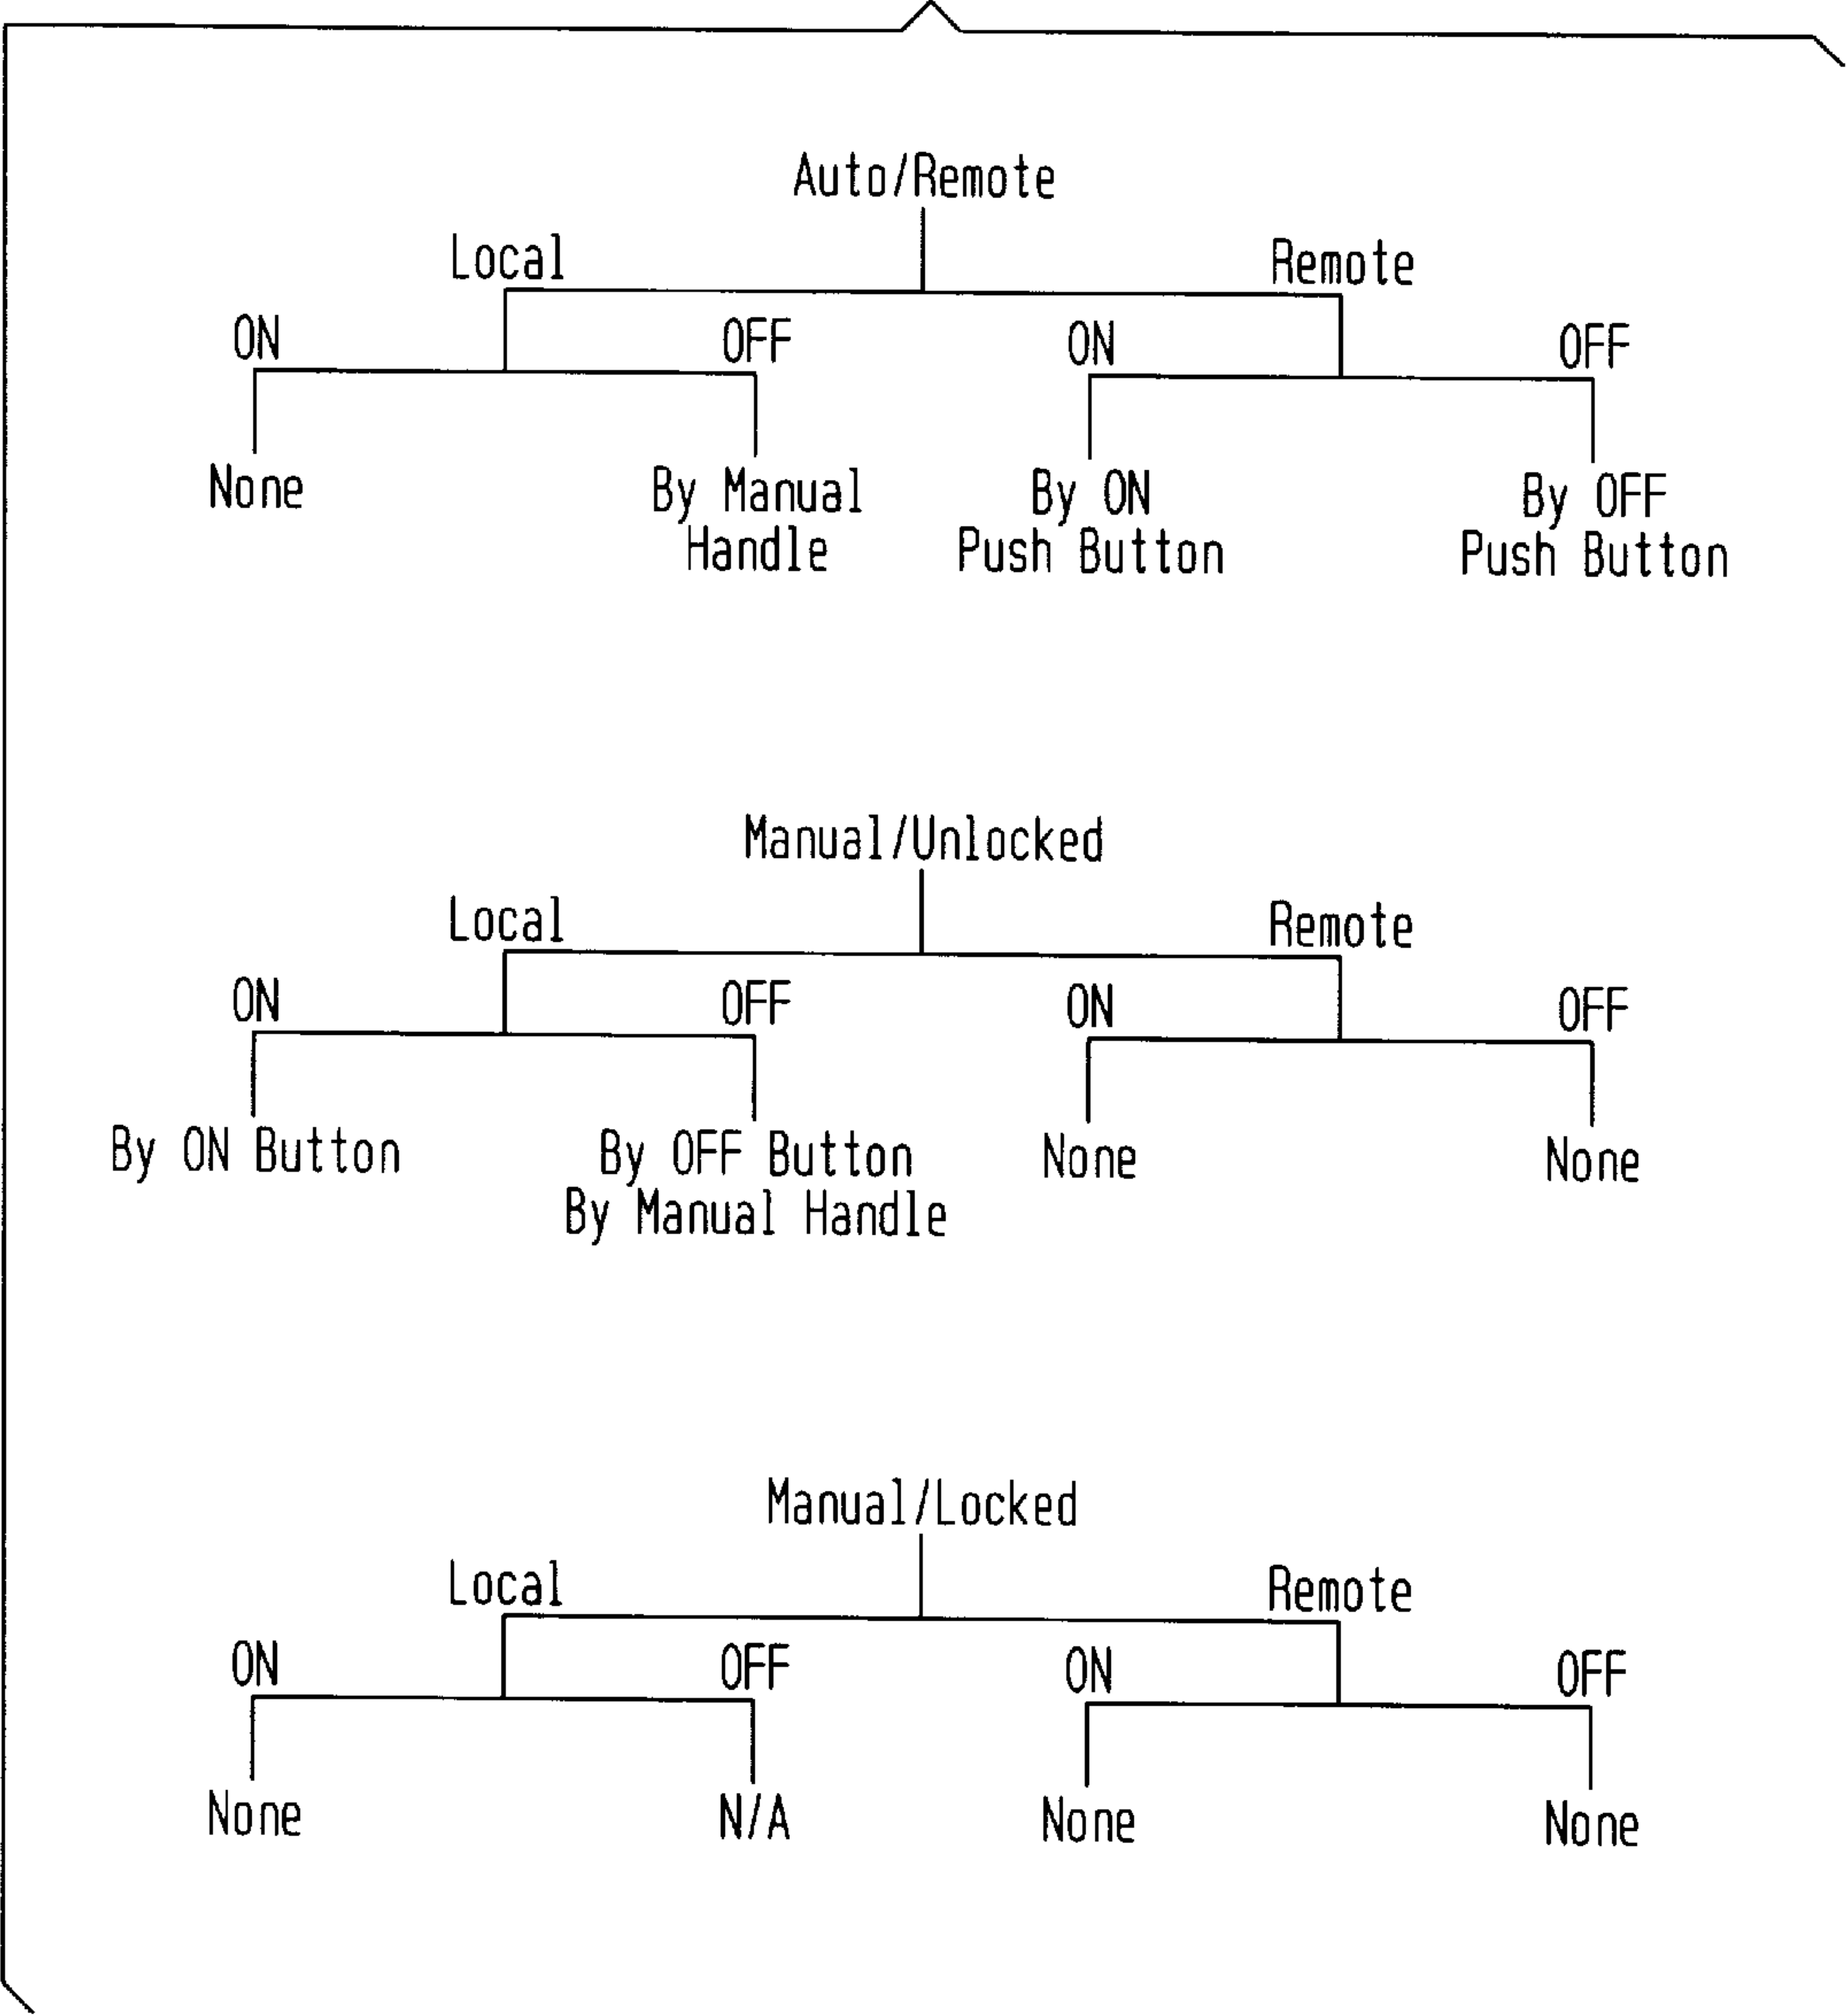 Auto/Remote
Local
Remote
ON
OFF
ON
OFF
None
By Manual
Handle
By ON
Push Button
By OFF
Push Button
Manual/Unlocked
Local
Remote
ON
OFF
ON
OFF
By ON Button
By OFF Button
By Manual Handle
None
None
Manual/Locked
Local
Remote
ON
OFF
ON
OFF
None
N/A
None
None